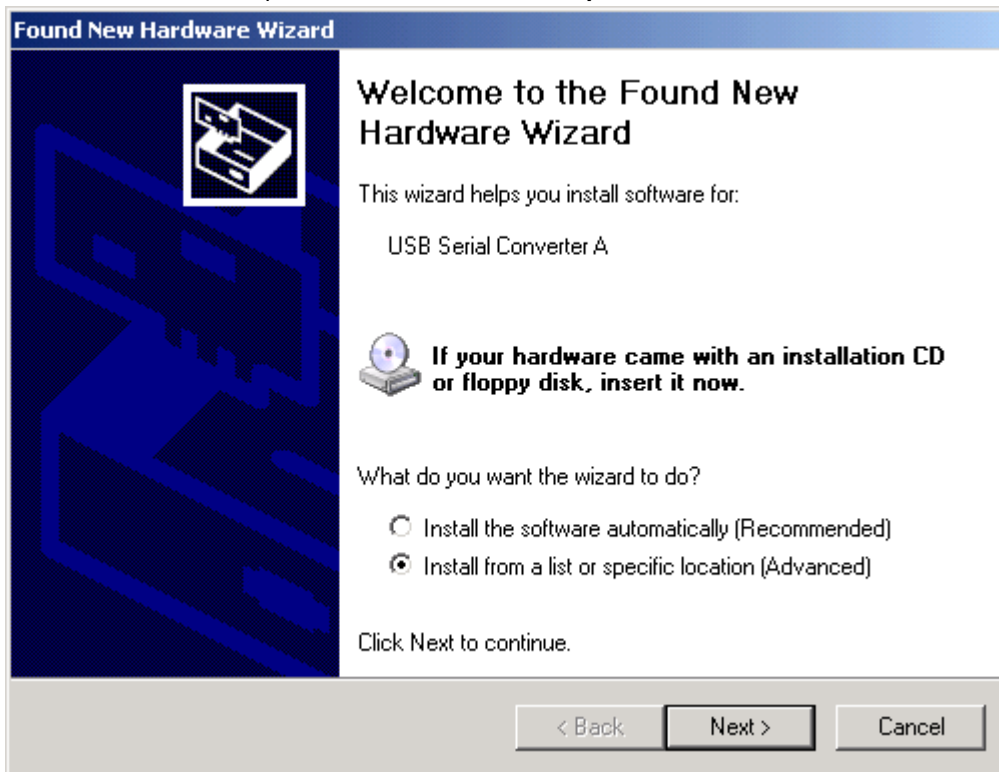 Found New Hardware Wizard
Welcome to the Found New
Hardware Wizard
This wizard helps you install software for:
USB Serial Converter A
If your hardware came with an installation CD
or floppy disk, insert it now.
What do you want the wizard to do?
Install the software automatically (Recommended)
Install from a list or specific location (Advanced)
Click Next to continue.
< Back
Next >
Cancel